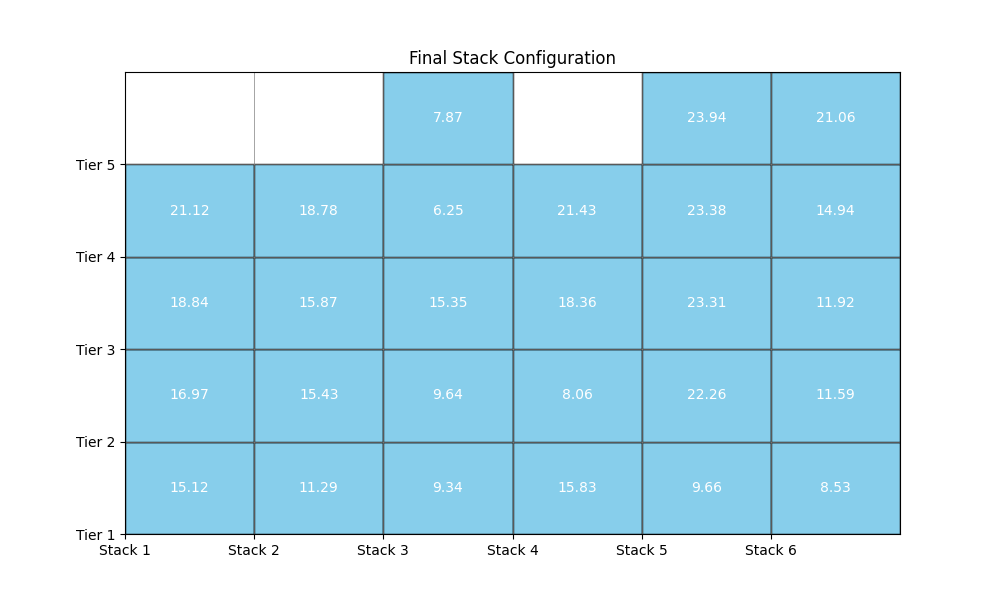 Final Stack Configuration
7.87 23.94 21.06
Tier 5
21.12 18.78 6.25 21.43 23.38 14.94
Tier 4
18.84 15.87 15.35 18.36 23.31 11.92
Tier 3
16.97 15.43 9.64 8.06 22.26 11.59
Tier 2
15.12 11.29 9.34 15.83 9.66 8.53
Tier 1
Stack 1 Stack 2 Stack 3 Stack 4 Stack 5 Stack 6